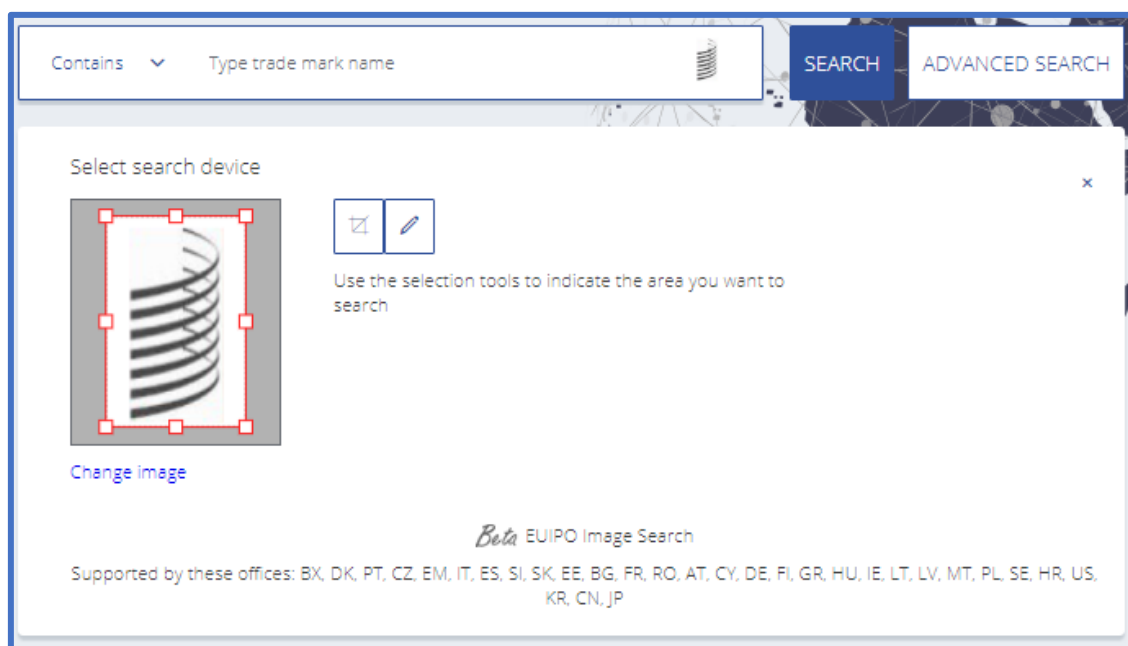 Contains Type trade mark name SEARCH ADVANCED SEARCH
Select search device
×
Use the selection tools to indicate the area you want to
search
Change image
Beta EUIPO Image Search
Supported by these offices: BX, DK, PT, CZ, EM, IT, ES, SI, SK, EE, BG, FR, RO, AT, CY, DE, FI, GR, HU, IE, LT, LV, MT, PL, SE, HR, US,
KR, CN, JP